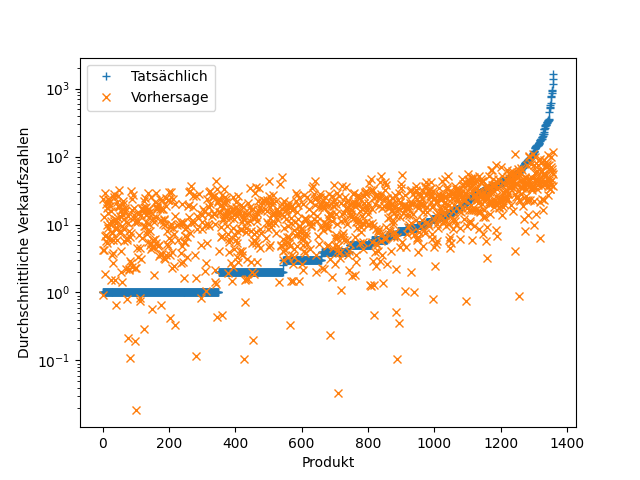 Tatsächlich
Vorhersage
Durchschnittliche Verkaufszahlen
10³
10²
10¹
10⁰
10⁻¹
0 200 400 600 800 1000 1200 1400
Produkt